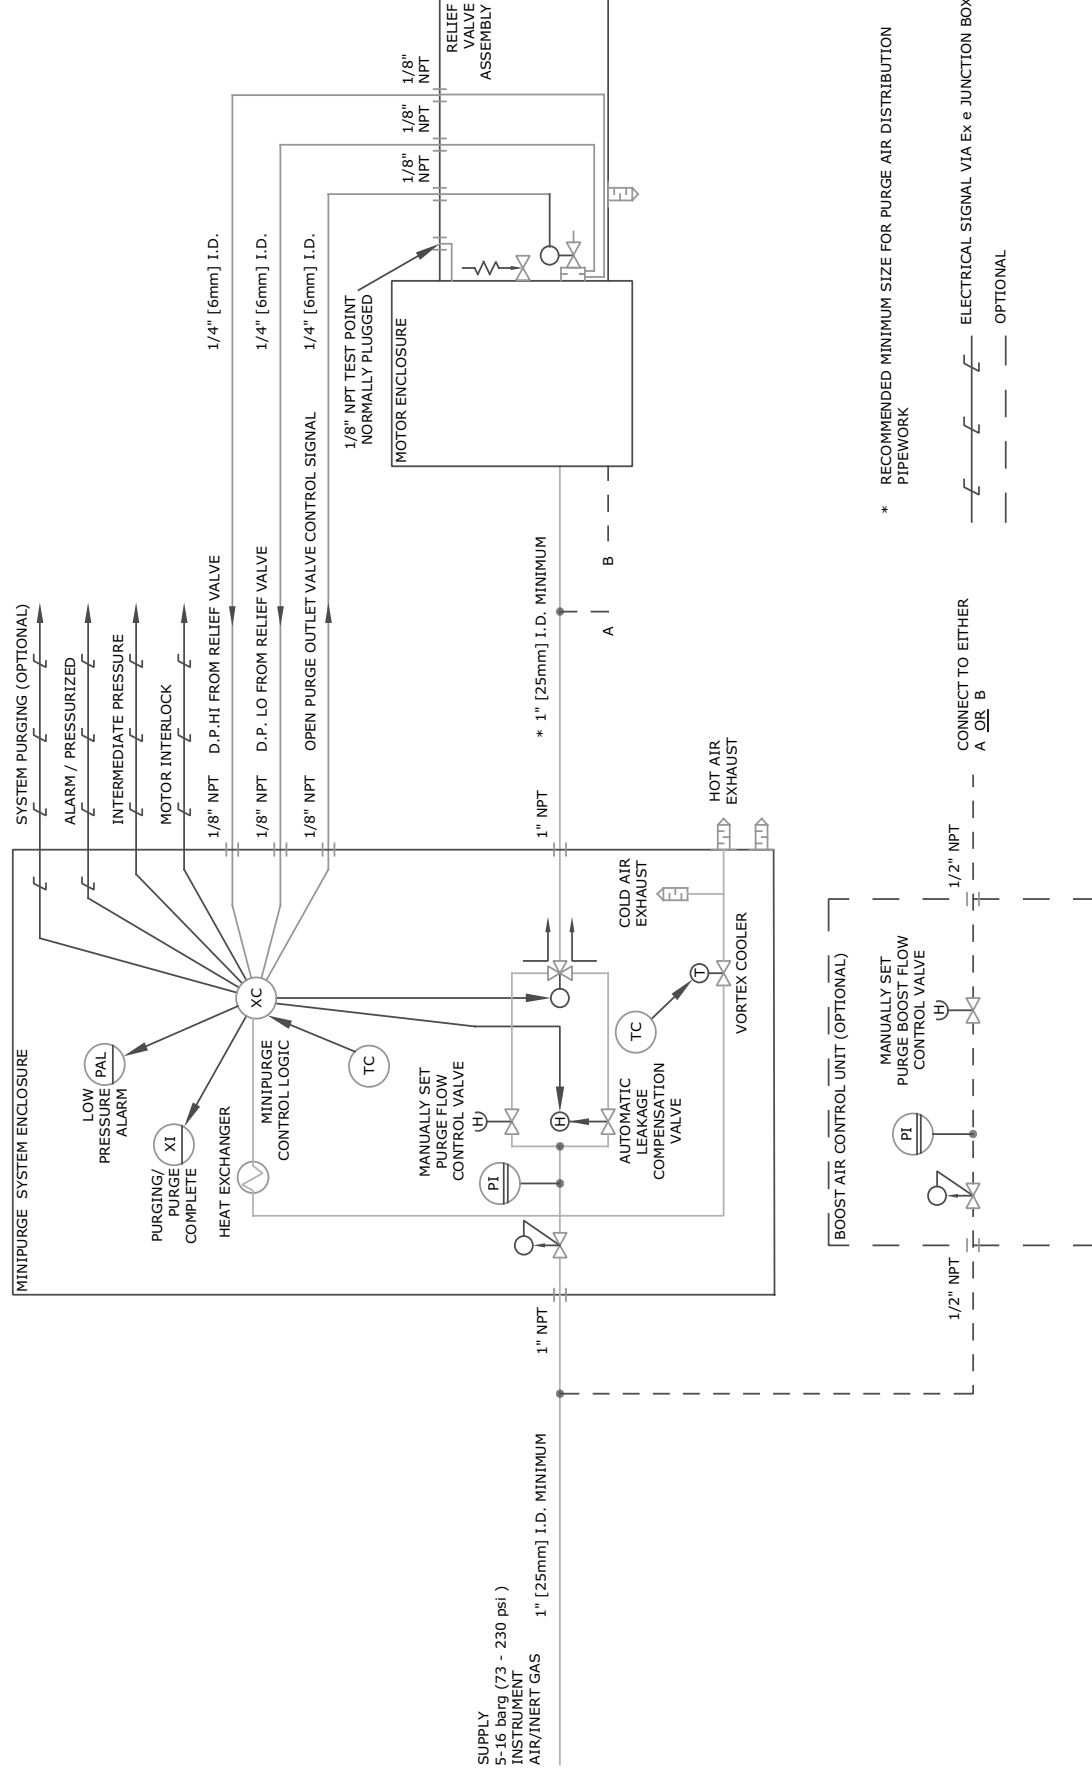 SUPPLY
5-16 barg (73 - 230 psi )
INSTRUMENT
AIR/INERT GAS
1" [25mm] I.D. MINIMUM
1" NPT
MINIPURGE SYSTEM ENCLOSURE
PURGING/
PURGE
COMPLETE
XI
LOW
PRESSURE
ALARM
PAL
HEAT EXCHANGER
MINIPURGE
CONTROL LOGIC
XC
TC
MANUALLY SET
PURGE FLOW
CONTROL VALVE
H
PI
H
AUTOMATIC
LEAKAGE
COMPENSATION
VALVE
TC
T
VORTEX COOLER
COLD AIR
EXHAUST
HOT AIR
EXHAUST
SYSTEM PURGING (OPTIONAL)
ALARM / PRESSURIZED
INTERMEDIATE PRESSURE
MOTOR INTERLOCK
1/8" NPT D.P.HI FROM RELIEF VALVE
1/4" [6mm] I.D.
1/8" NPT D.P. LO FROM RELIEF VALVE
1/4" [6mm] I.D.
1/8" NPT OPEN PURGE OUTLET VALVE CONTROL SIGNAL
1/4" [6mm] I.D.
1" NPT
* 1" [25mm] I.D. MINIMUM
A
B
1/8" NPT TEST POINT
NORMALLY PLUGGED
MOTOR ENCLOSURE
1/8"
NPT
1/8"
NPT
1/8"
NPT
RELIEF
VALVE
ASSEMBLY
1/2" NPT
BOOST AIR CONTROL UNIT (OPTIONAL)
PI
MANUALLY SET
PURGE BOOST FLOW
CONTROL VALVE
H
1/2" NPT
CONNECT TO EITHER
A OR B
* RECOMMENDED MINIMUM SIZE FOR PURGE AIR DISTRIBUTION
PIPEWORK
ELECTRICAL SIGNAL VIA Ex e JUNCTION BOX
OPTIONAL